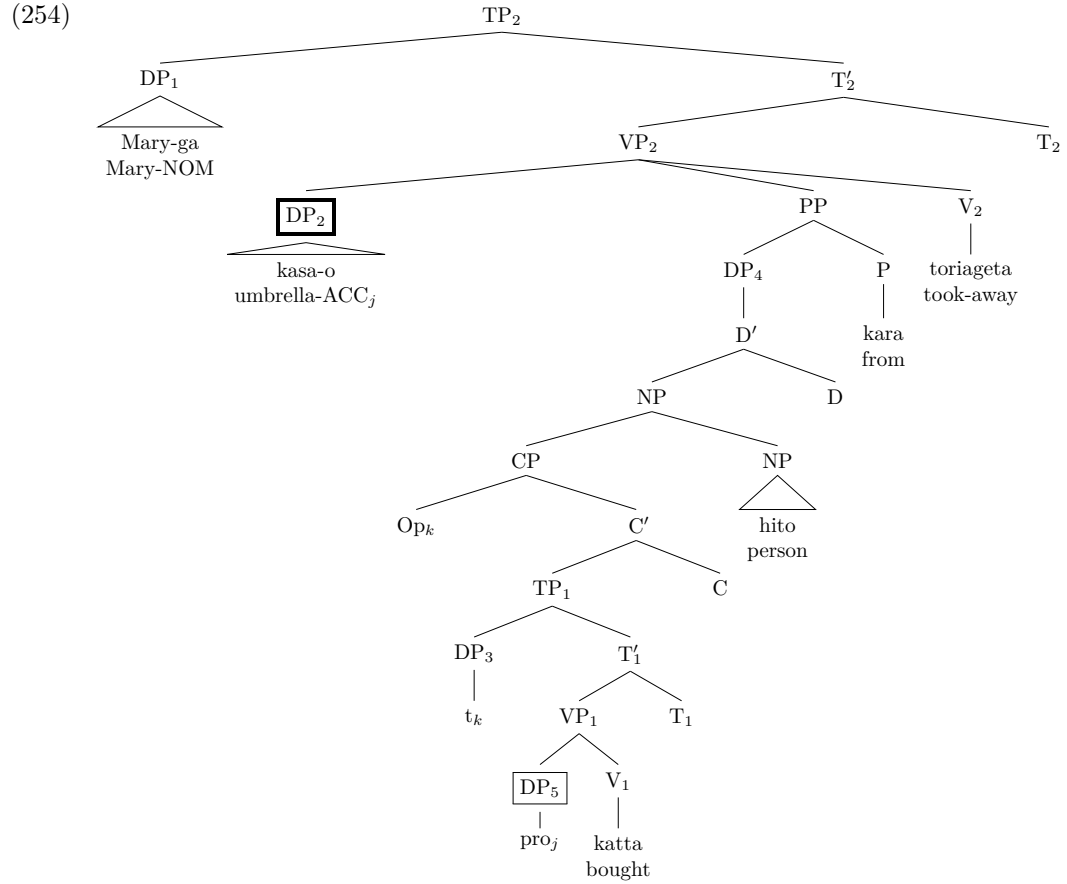 (254)
TP₂
DP₁ T′₂
Mary-ga
Mary-NOM
VP₂ T₂
DP₂ PP V₂
kasa-o
umbrella-ACCⱼ
DP₄ P toriageta
took-away
D′ kara
from
NP D
CP NP
Opₖ C′ hito
person
TP₁ C
DP₃ T′₁
tₖ VP₁ T₁
DP₅ V₁
proⱼ katta
bought